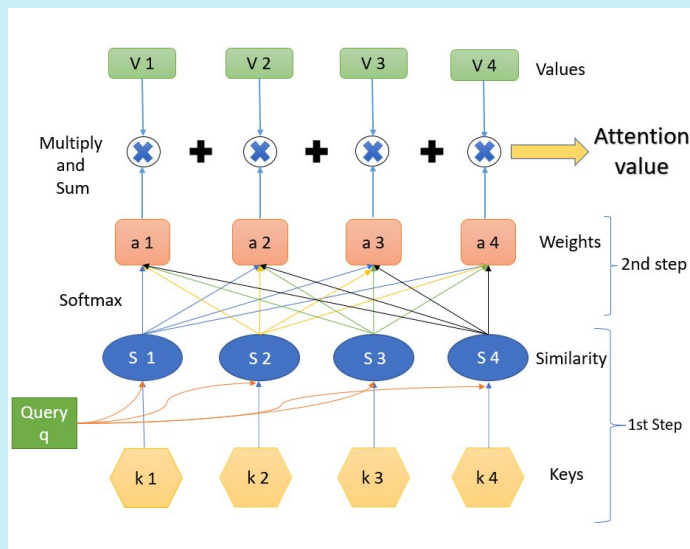 V 1
V 2
V 3
V 4
Values
Multiply
and
Sum
Attention
value
a 1
a 2
a 3
a 4
Weights
2nd step
Softmax
S 1
S 2
S 3
S 4
Similarity
Query
q
1st Step
k 1
k 2
k 3
k 4
Keys